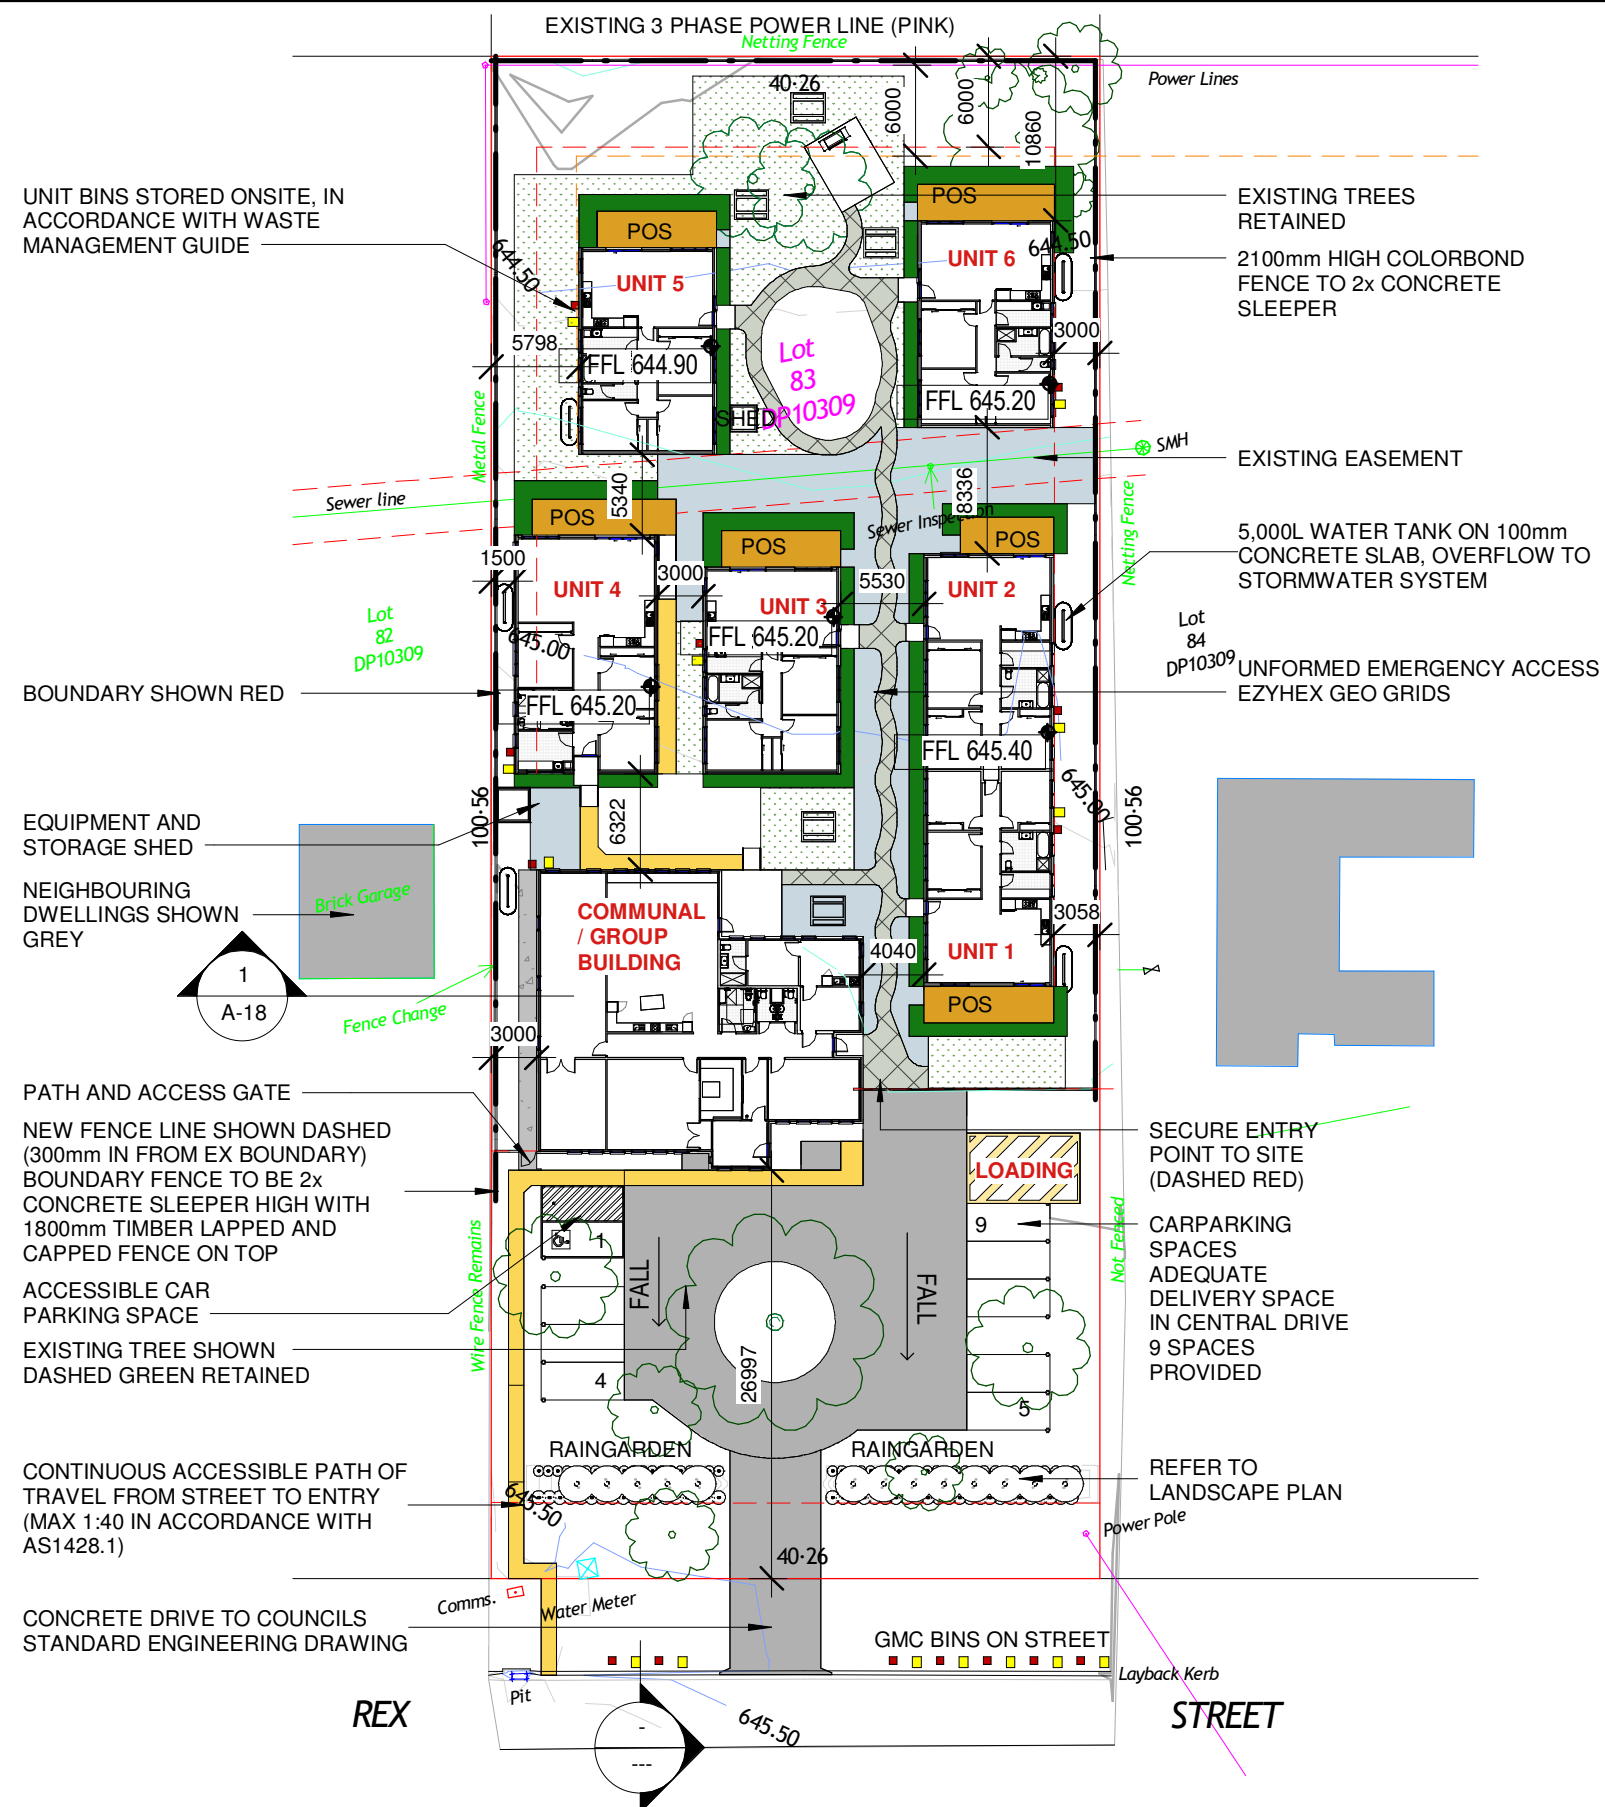 EXISTING 3 PHASE POWER LINE (PINK)
Netting Fence
Power Lines
40·26
6000
6000
10860
UNIT BINS STORED ONSITE, IN
ACCORDANCE WITH WASTE
MANAGEMENT GUIDE
EXISTING TREES
RETAINED
2100mm HIGH COLORBOND
FENCE TO 2x CONCRETE
SLEEPER
POS
POS
UNIT 5
UNIT 6
644.50
644.50
5798
3000
FFL 644.90
FFL 645.20
Lot
83
DP10309
SHED
Metal Fence
SMH
EXISTING EASEMENT
Sewer line
5340
8336
Sewer Inspection
Netting Fence
POS
POS
POS
5,000L WATER TANK ON 100mm
CONCRETE SLAB, OVERFLOW TO
STORMWATER SYSTEM
1500
3000
5530
UNIT 4
UNIT 3
UNIT 2
Lot
82
DP10309
Lot
84
DP10309
645.00
FFL 645.20
FFL 645.20
FFL 645.40
645.00
BOUNDARY SHOWN RED
UNFORMED EMERGENCY ACCESS
EZYHEX GEO GRIDS
100·56
100·56
6322
EQUIPMENT AND
STORAGE SHED
NEIGHBOURING
DWELLINGS SHOWN
GREY
Brick Garage
1
A-18
Fence Change
COMMUNAL
/ GROUP
BUILDING
3058
4040
UNIT 1
POS
3000
PATH AND ACCESS GATE
NEW FENCE LINE SHOWN DASHED
(300mm IN FROM EX BOUNDARY)
BOUNDARY FENCE TO BE 2x
CONCRETE SLEEPER HIGH WITH
1800mm TIMBER LAPPED AND
CAPPED FENCE ON TOP
SECURE ENTRY
POINT TO SITE
(DASHED RED)
LOADING
CARPARKING
SPACES
ADEQUATE
DELIVERY SPACE
IN CENTRAL DRIVE
9 SPACES
PROVIDED
ACCESSIBLE CAR
PARKING SPACE
EXISTING TREE SHOWN
DASHED GREEN RETAINED
Wire Fence Remains
Not Fenced
1
9
FALL
FALL
4
5
26997
RAINGARDEN
RAINGARDEN
REFER TO
LANDSCAPE PLAN
CONTINUOUS ACCESSIBLE PATH OF
TRAVEL FROM STREET TO ENTRY
(MAX 1:40 IN ACCORDANCE WITH
AS1428.1)
645.50
Power Pole
40·26
Comms.
Water Meter
CONCRETE DRIVE TO COUNCILS
STANDARD ENGINEERING DRAWING
GMC BINS ON STREET
Layback Kerb
Pit
REX
STREET
645.50
-
---